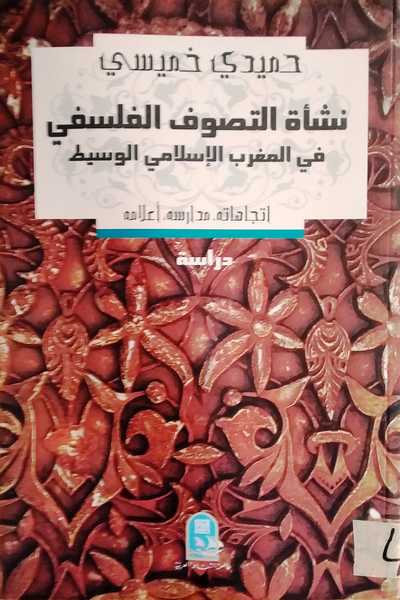 حميدي خميسي
نشأة التصوف الفلسفي
في المغرب الإسلامي الوسيط
اتجاهاته، مدارسه، أعلامه
دراسة